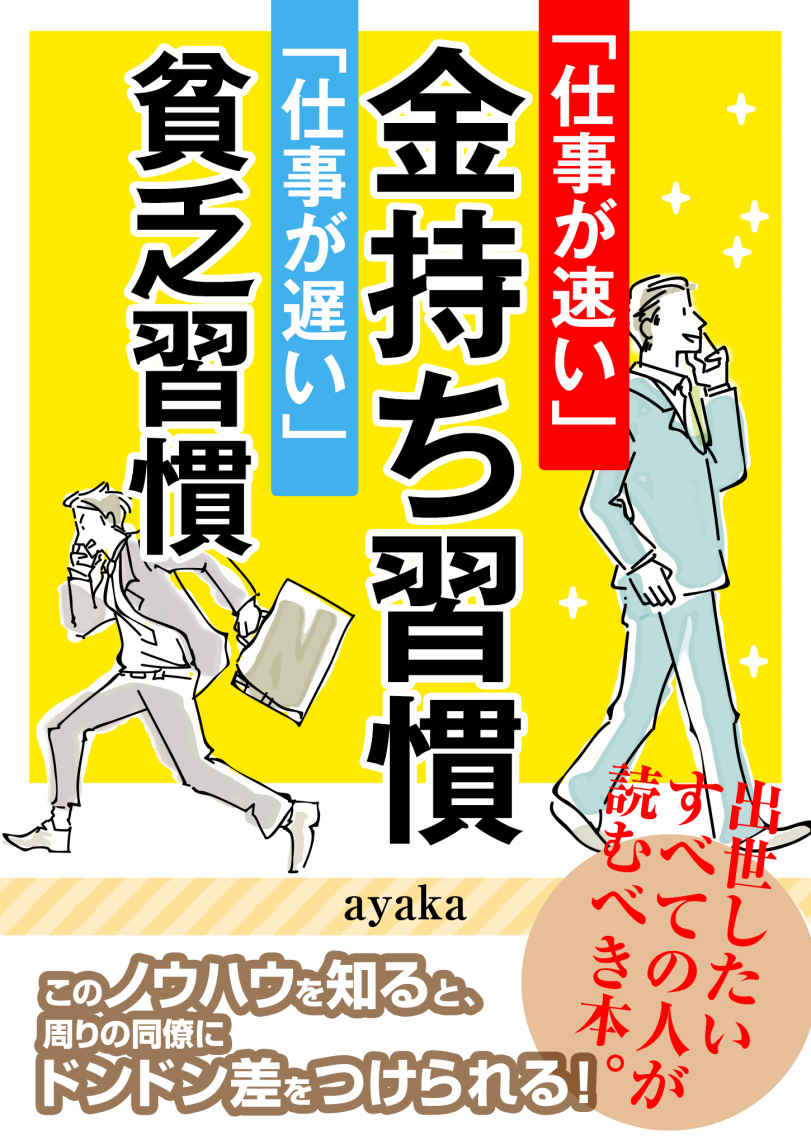 「仕事が速い」
金持ち習慣
「仕事が遅い」
貧乏習慣
出世したい
すべての人が
読むべき本。
ayaka
このノウハウを知ると、
周りの同僚に
ドンドン差をつけられる！